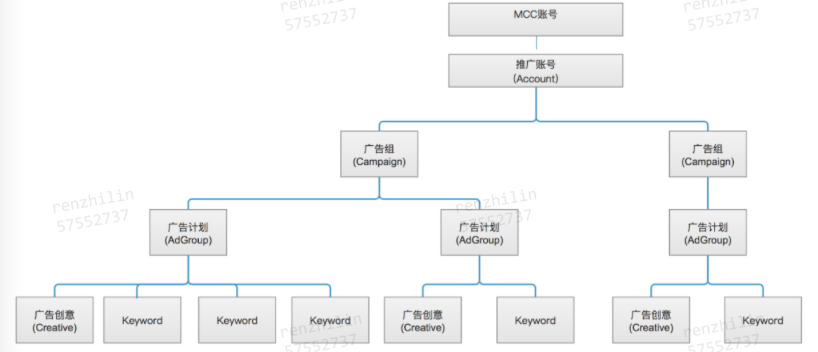 renzhilin
57552737
renzhilin
57552737
MCC账号
推广账号
(Account)
广告组
(Campaign)
广告组
(Campaign)
renzhilin
57552737
renzhilin
57552737
广告计划
(AdGroup)
广告计划
(AdGroup)
广告计划
(AdGroup)
广告创意
(Creative)
Keyword
Keyword
Keyword
广告创意
(Creative)
Keyword
广告创意
(Creative)
Keyword
renzhilin
57552737
renzhilin
57552737